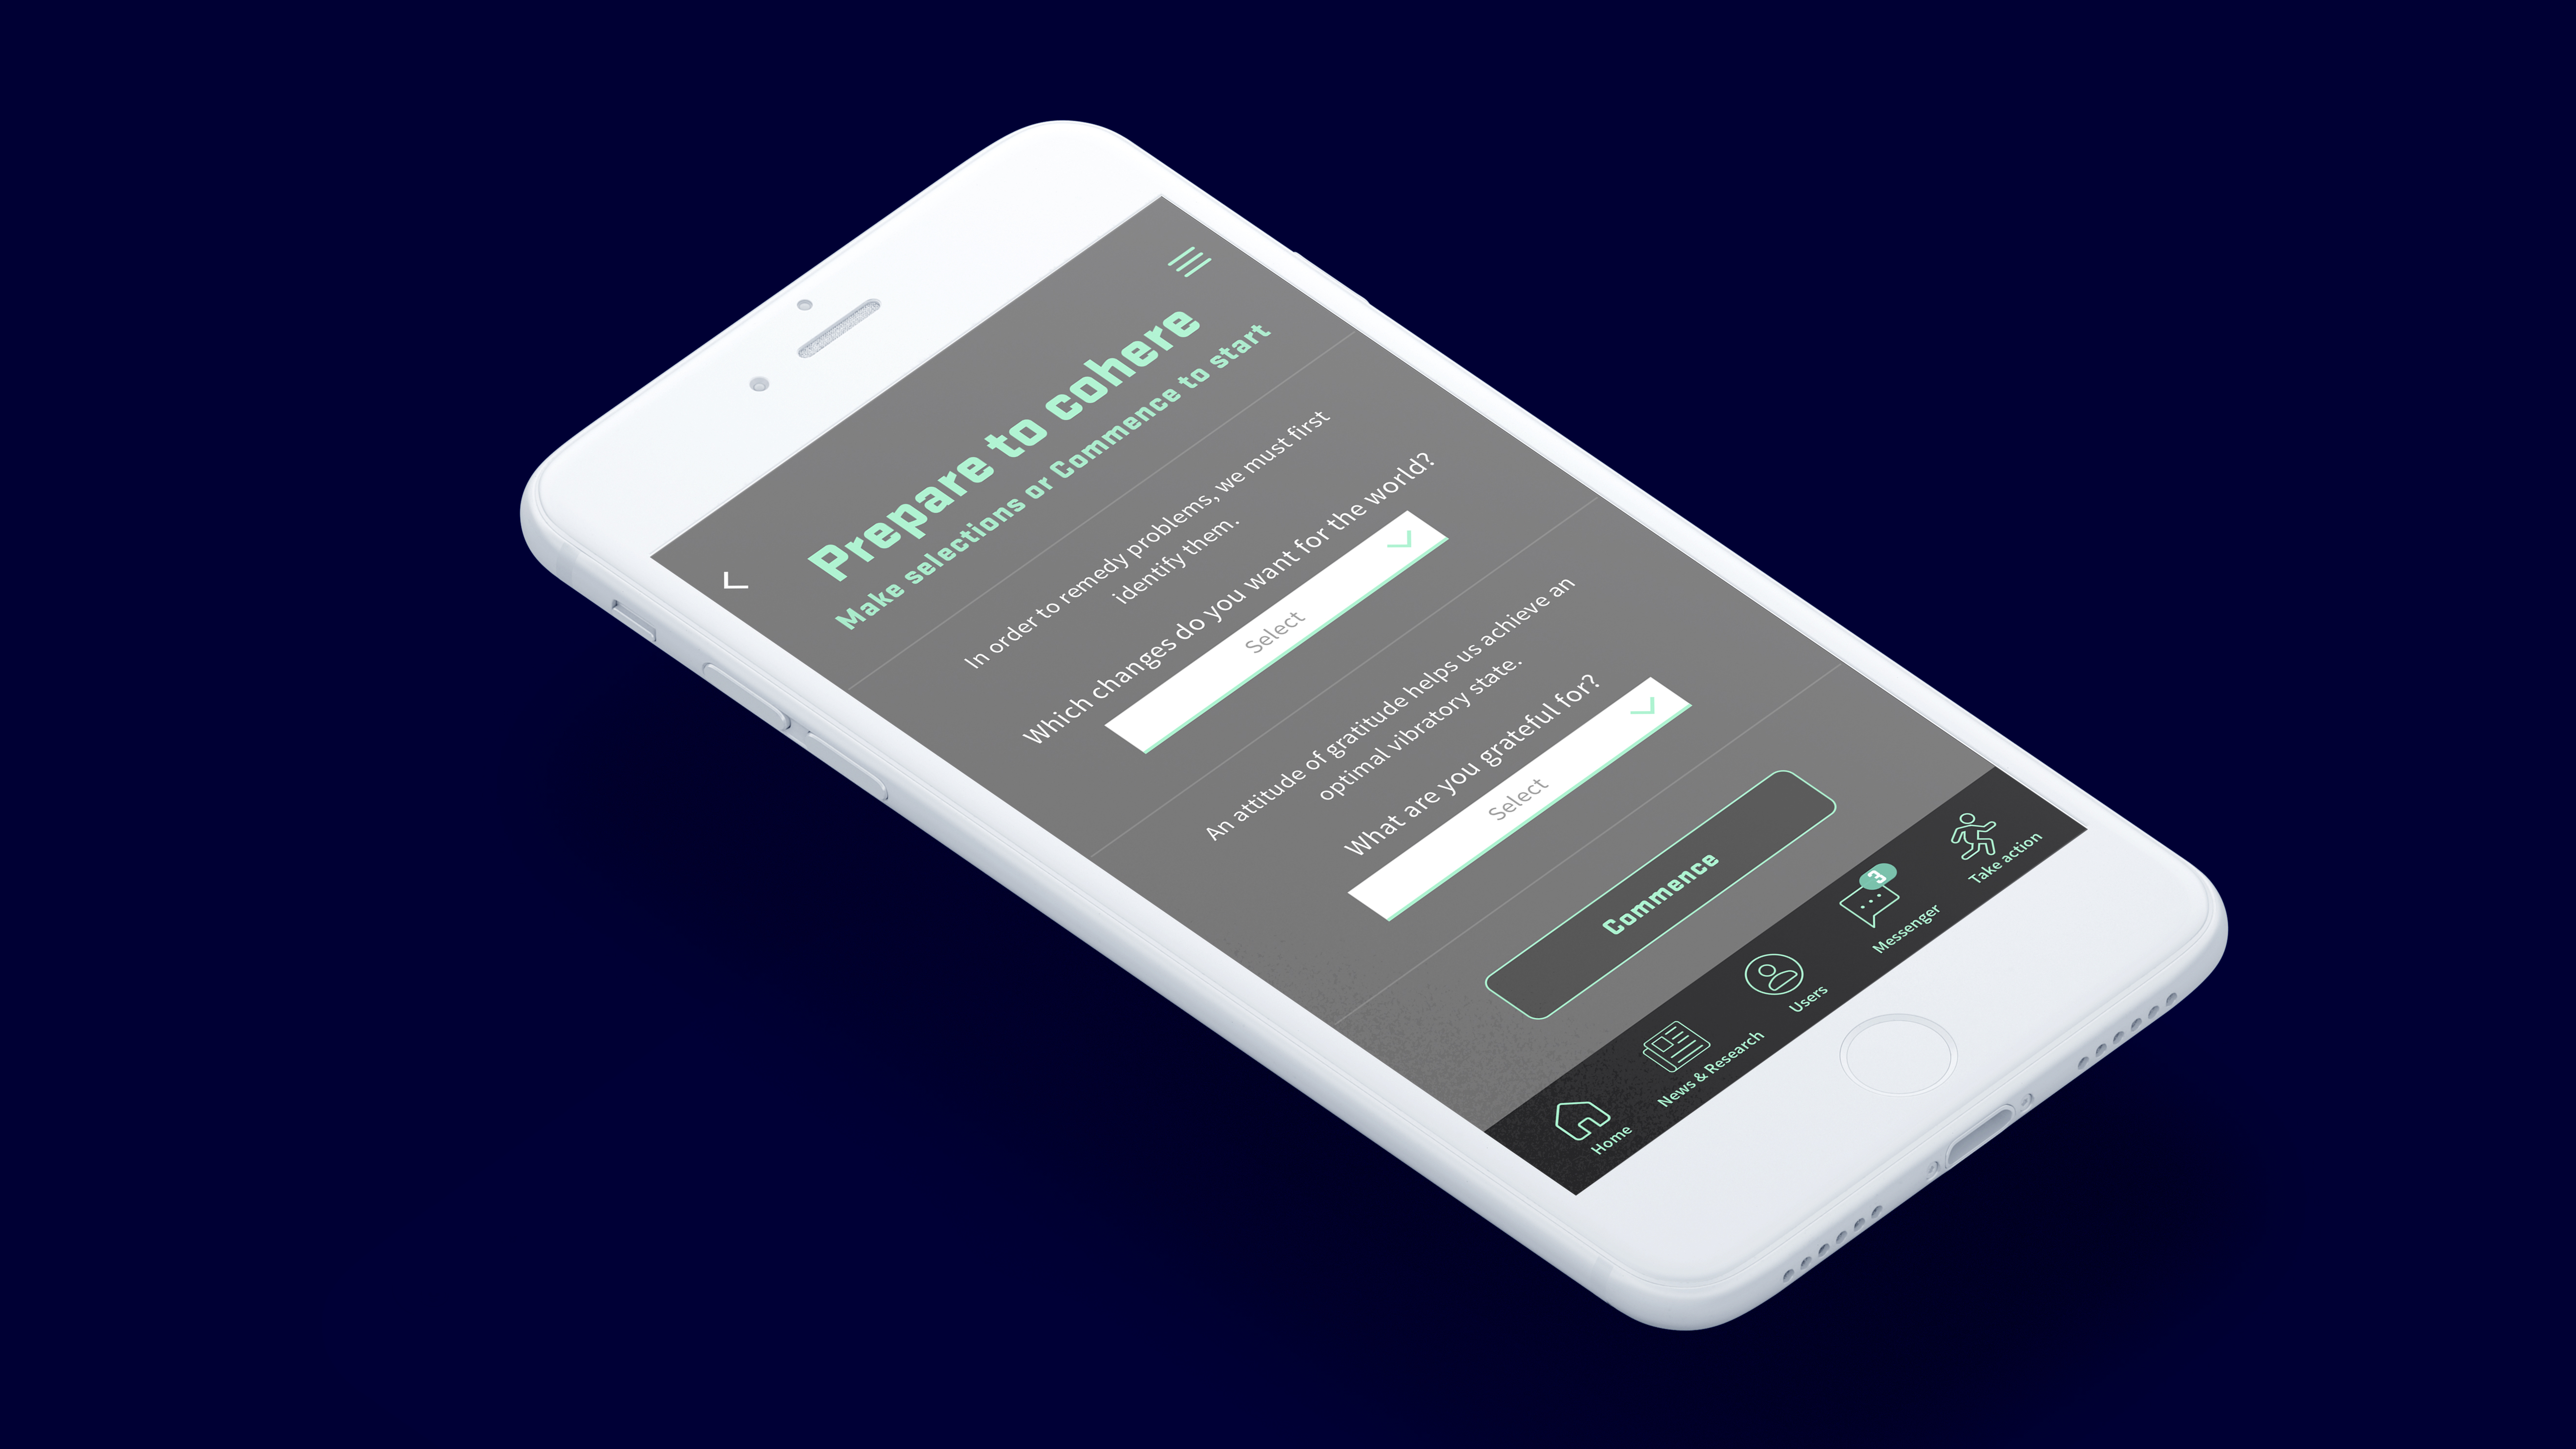 Prepare to cohere
Make selections or Commence to start
In order to remedy problems, we must first
identify them.
Which changes do you want for the world?
Select
An attitude of gratitude helps us achieve an
optimal vibratory state.
What are you grateful for?
Select
Commence
Home
News & Research
Users
3
Messenger
Take action